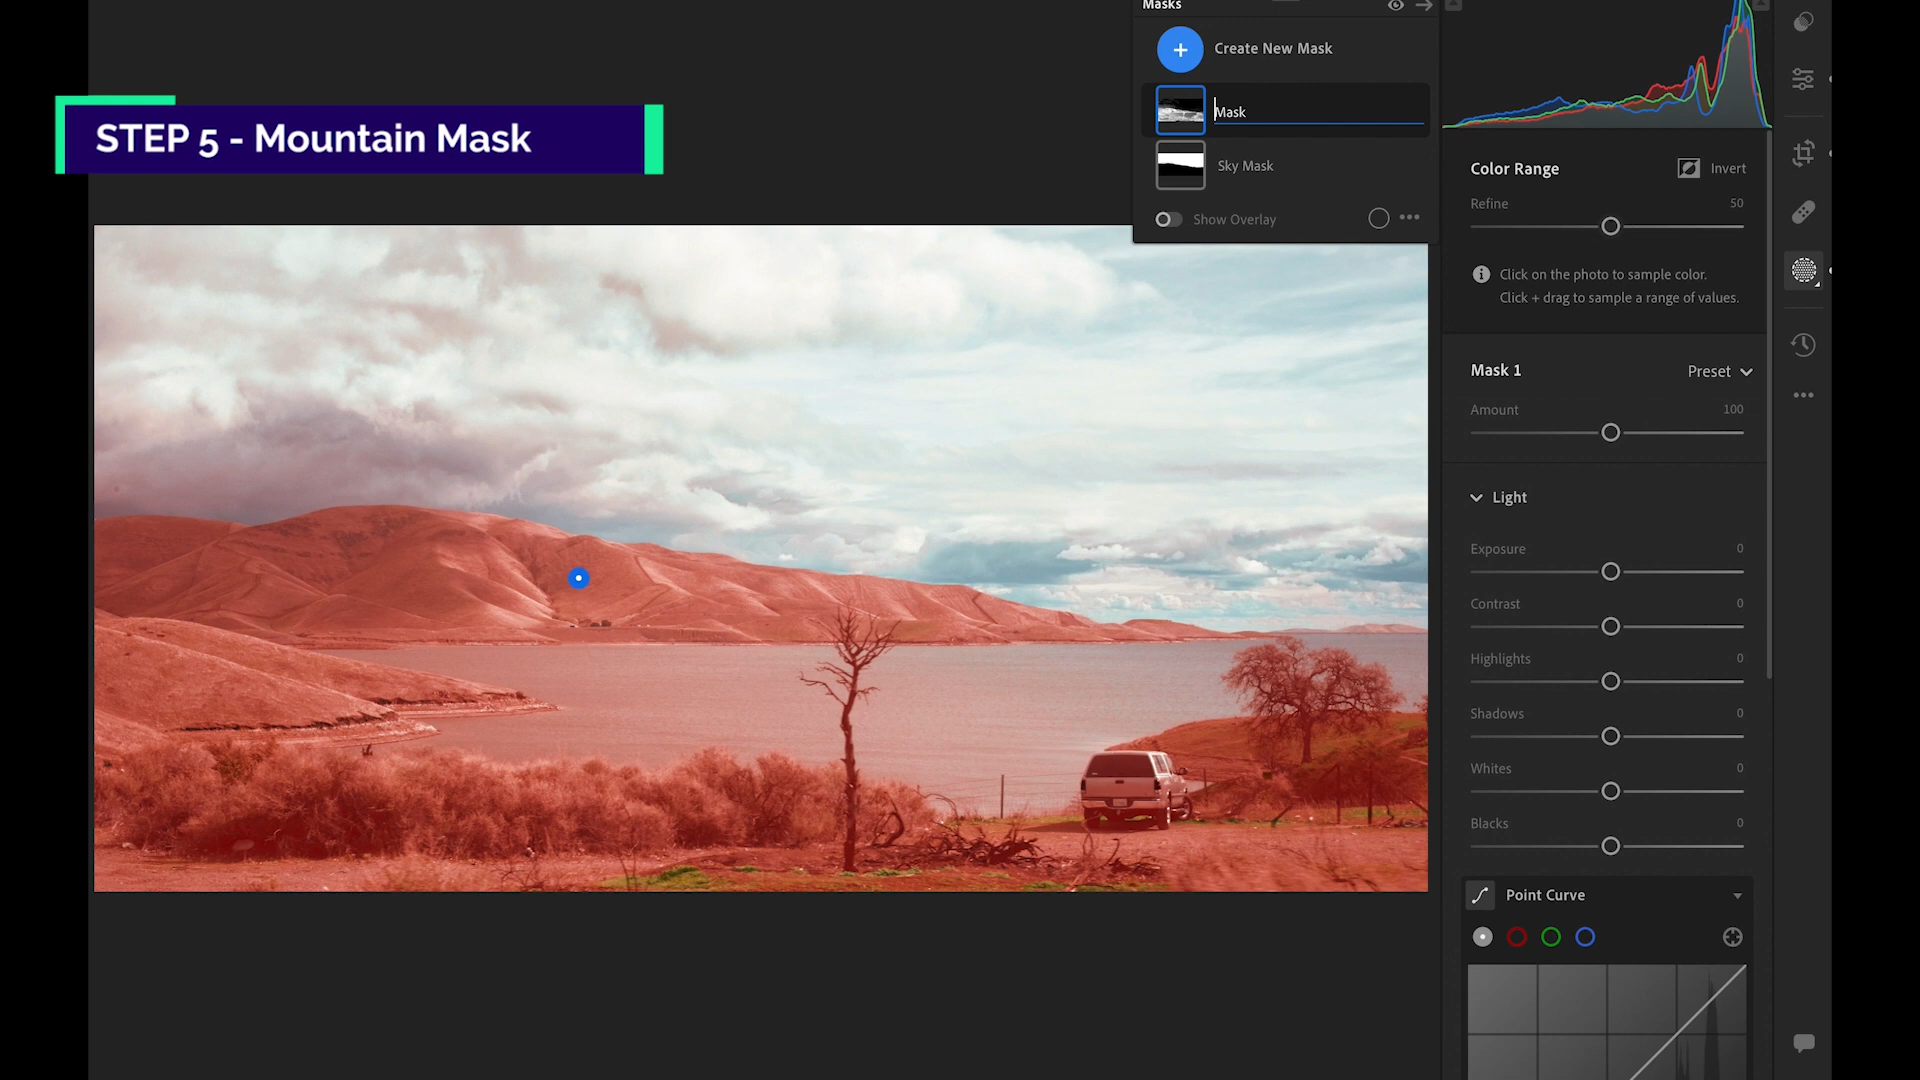 Masks
Create New Mask
STEP 5 - Mountain Mask
Mask
Sky Mask
Show Overlay
Color Range
Invert
Refine 50
Click on the photo to sample color.
Click + drag to sample a range of values.
Mask 1
Preset
Amount 100
Light
Exposure 0
Contrast 0
Highlights 0
Shadows 0
Whites 0
Blacks 0
Point Curve